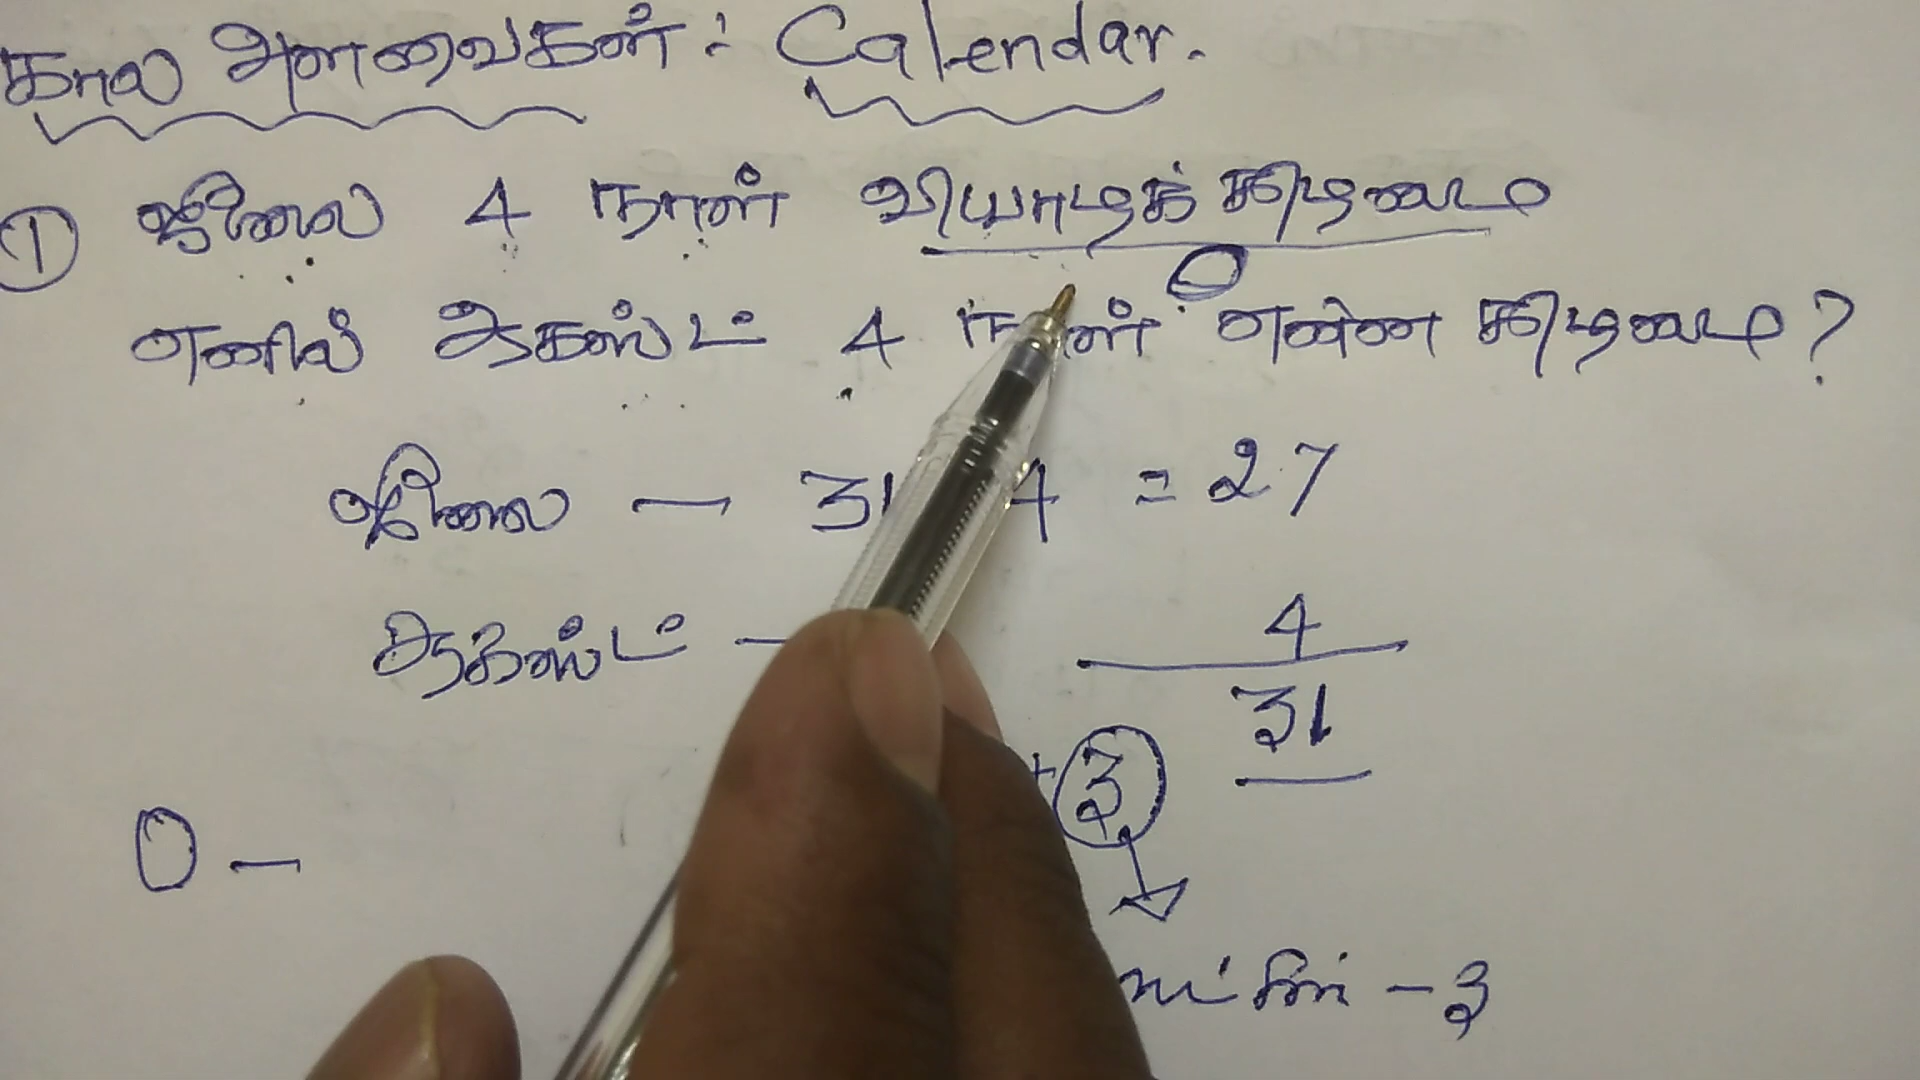 கால அளவைகள் : Calendar.
① ஜூலை 4 நாள் வியாழக் கிழமை
எனில் ஆகஸ்ட் 4 நாள் என்ன கிழமை?
ஜூலை — 31 4 = 27
ஆகஸ்ட் — 4
31
+ 3
0 —
- 3